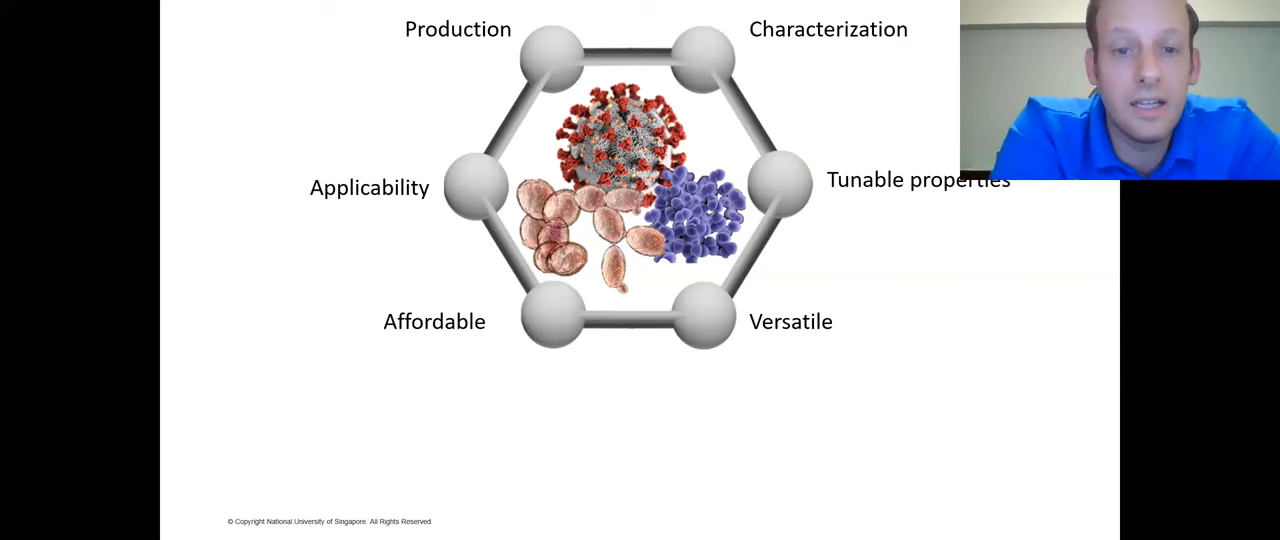 Production
Characterization
Applicability
Tunable properties
Affordable
Versatile
© Copyright National University of Singapore. All Rights Reserved.